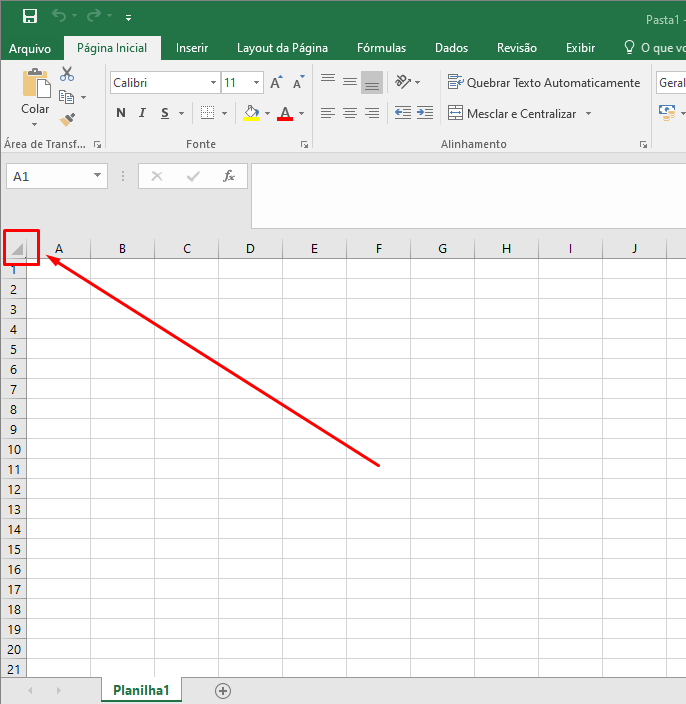 Pasta1 -
Arquivo Página Inicial Inserir Layout da Página Fórmulas Dados Revisão Exibir O que vo
Colar
Calibri 11 A A
N I S A
Quebrar Texto Automaticamente
Mesclar e Centralizar
Geral
Área de Transf... Fonte Alinhamento
A1 fx
A B C D E F G H I J
1
2
3
4
5
6
7
8
9
10
11
12
13
14
15
16
17
18
19
20
21
Planilha1